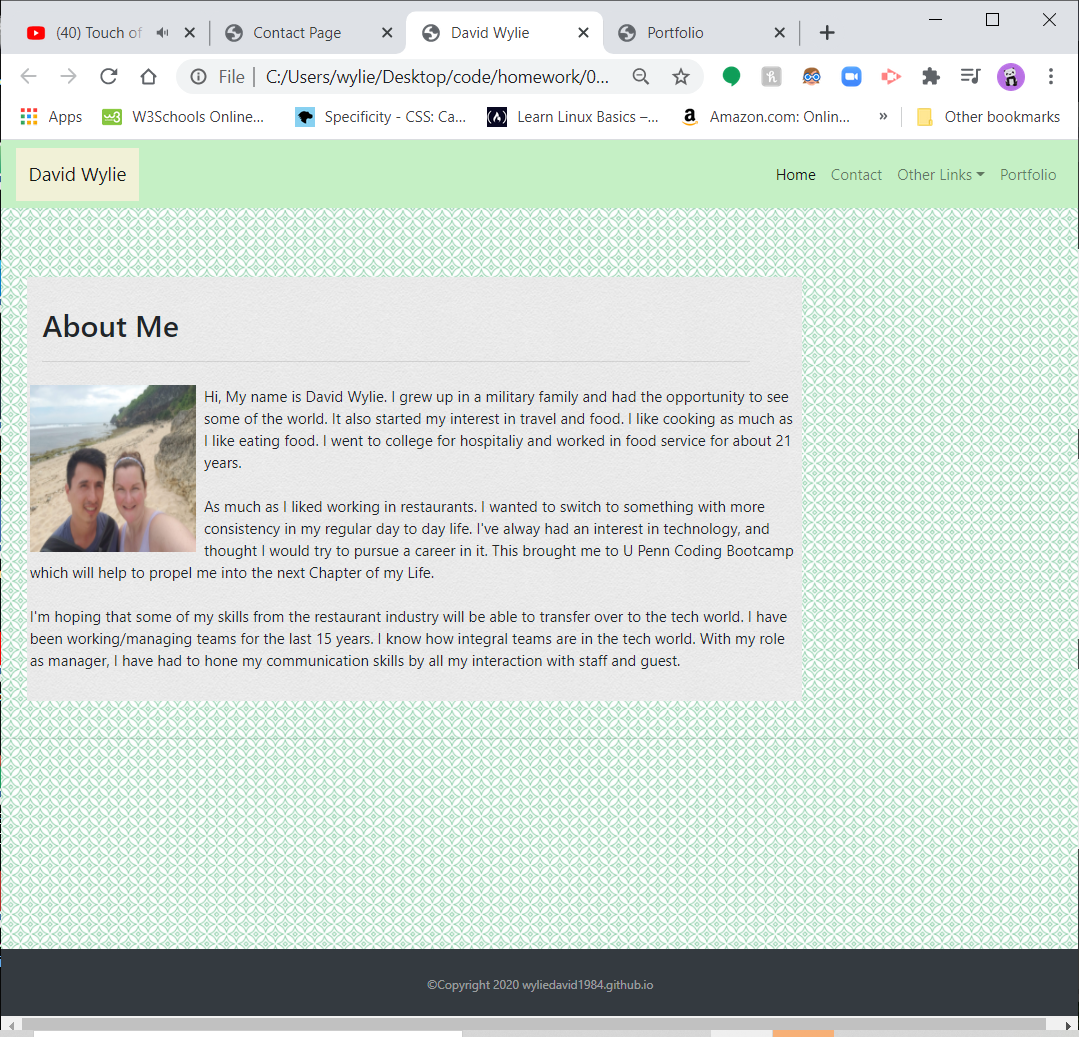 (40) Touch of
Contact Page
David Wylie
Portfolio
File
C:/Users/wylie/Desktop/code/homework/0...
Apps
W3Schools Online...
Specificity - CSS: Ca...
Learn Linux Basics –...
Amazon.com: Onlin...
»
Other bookmarks
David Wylie
Home
Contact
Other Links
Portfolio
About Me
Hi, My name is David Wylie. I grew up in a military family and had the opportunity to see
some of the world. It also started my interest in travel and food. I like cooking as much as
I like eating food. I went to college for hospitaliy and worked in food service for about 21
years.
As much as I liked working in restaurants. I wanted to switch to something with more
consistency in my regular day to day life. I've alway had an interest in technology, and
thought I would try to pursue a career in it. This brought me to U Penn Coding Bootcamp
which will help to propel me into the next Chapter of my Life.
I'm hoping that some of my skills from the restaurant industry will be able to transfer over to the tech world. I have
been working/managing teams for the last 15 years. I know how integral teams are in the tech world. With my role
as manager, I have had to hone my communication skills by all my interaction with staff and guest.
©Copyright 2020 wyliedavid1984.github.io